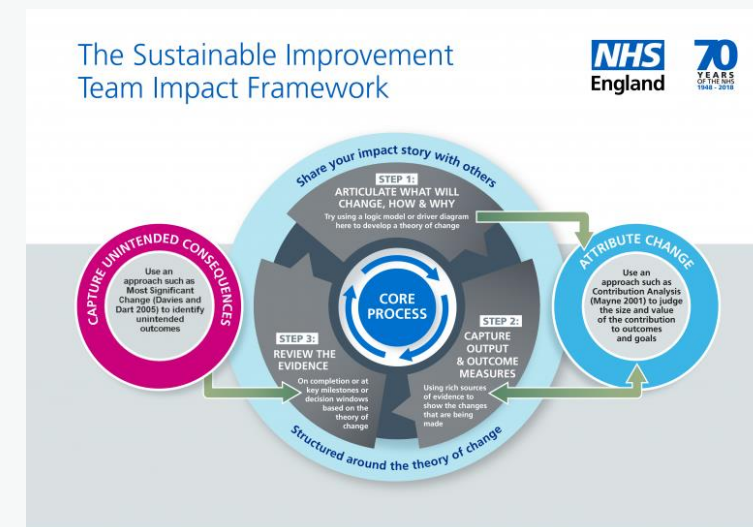 The Sustainable Improvement
Team Impact Framework
NHS
England
70
YEARS
OF THE NHS
1948 - 2018
Share your impact story with others
STEP 1:
ARTICULATE WHAT WILL
CHANGE, HOW & WHY
Try using a logic model or driver diagram
here to develop a theory of change
CAPTURE UNINTENDED CONSEQUENCES
Use an
approach such as
Most Significant
Change (Davies and
Dart 2005) to identify
unintended
outcomes
CORE
PROCESS
ATTRIBUTE CHANGE
Use an
approach such as
Contribution Analysis
(Mayne 2001) to judge
the size and value
of the contribution
to outcomes
and goals
STEP 2:
CAPTURE
OUTPUT
& OUTCOME
MEASURES
Using rich sources
of evidence to
show the changes
that are being
made
STEP 3:
REVIEW THE
EVIDENCE
On completion or at
key milestones or
decision windows
based on the
theory of
change
Structured around the theory of change